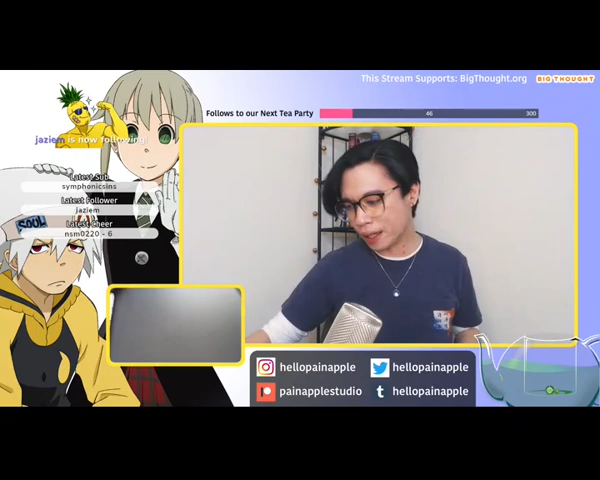 This Stream Supports: BigThought.org
BIG THOUGHT
Follows to our Next Tea Party
46
300
jaziem is now following!
Latest Sub
symphonicsins
Latest Follower
jaziem
Latest Cheer
nsm0220 - 6
SOUL
hellopainapple
hellopainapple
painapplestudio
hellopainapple